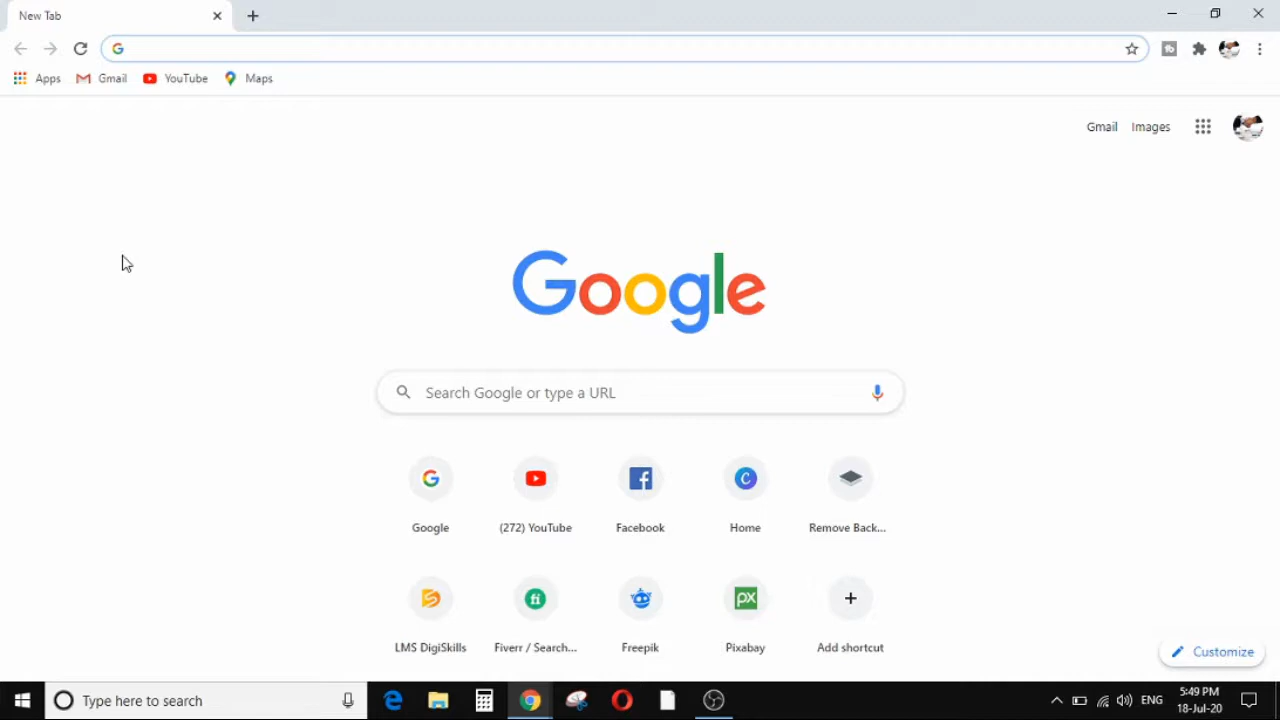 New Tab
Apps Gmail YouTube Maps
Gmail Images
Google
Search Google or type a URL
Google (272) YouTube Facebook Home Remove Back...
LMS DigiSkills Fiverr / Search... Freepik Pixabay Add shortcut
Customize
Type here to search
ENG
5:49 PM
18-Jul-20